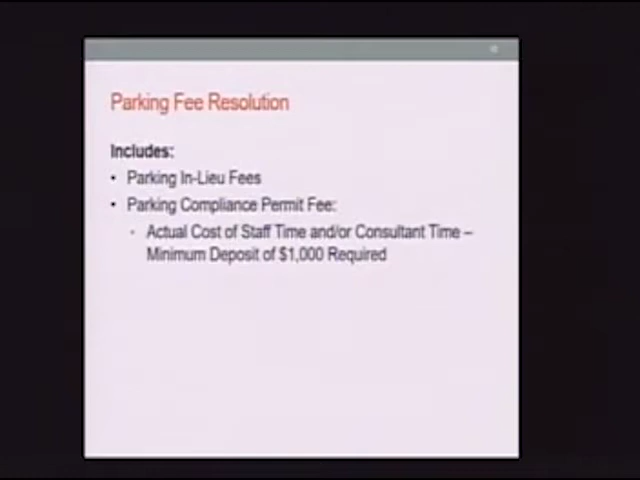 Parking Fee Resolution
Includes:
• Parking In-Lieu Fees
• Parking Compliance Permit Fee:
• Actual Cost of Staff Time and/or Consultant Time –
Minimum Deposit of $1,000 Required